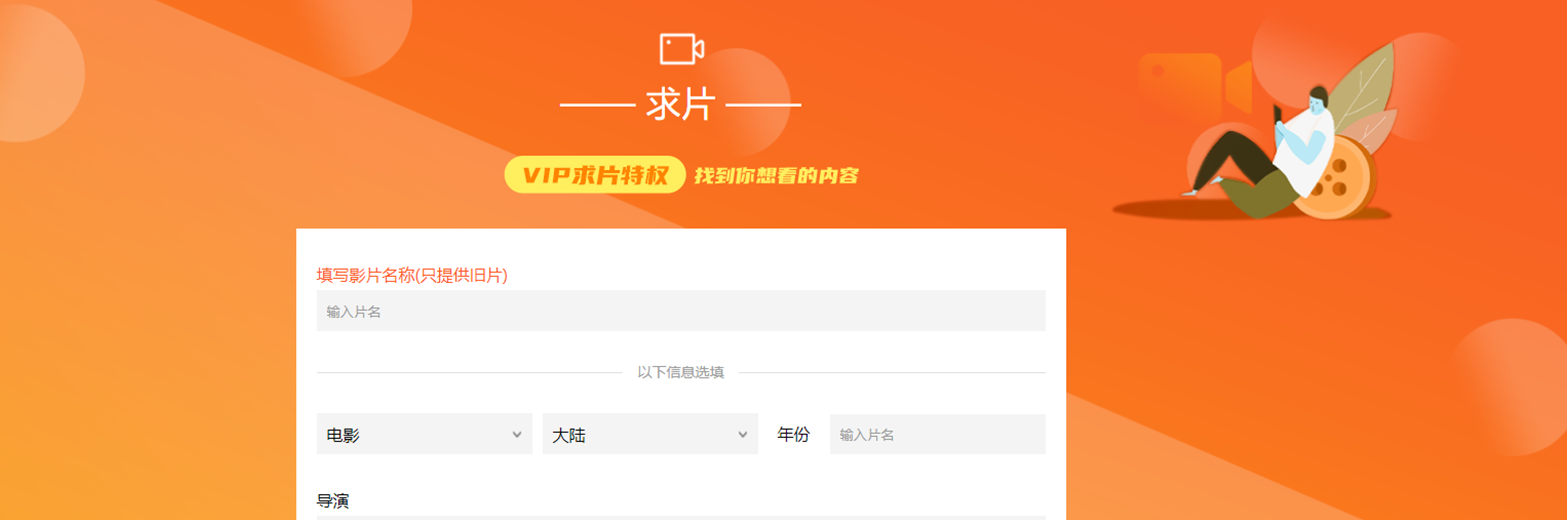 求片
VIP求片特权 找到你想看的内容
填写影片名称(只提供旧片)
输入片名
以下信息选填
电影 大陆 年份 输入片名
导演